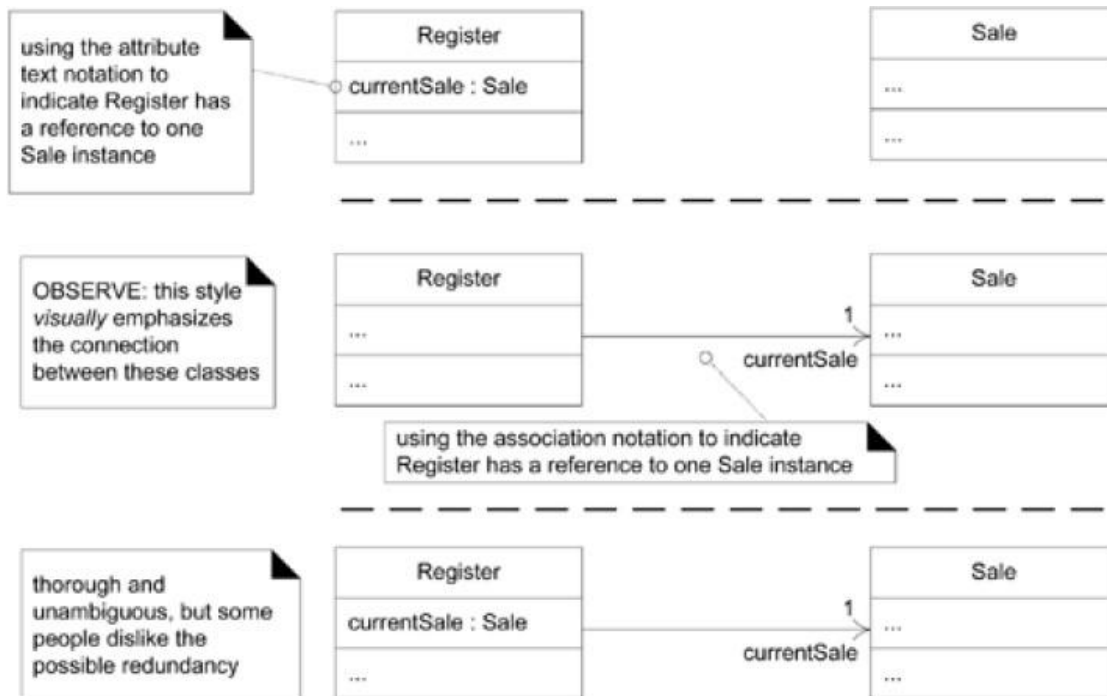 using the attribute
text notation to
indicate Register has
a reference to one
Sale instance
Register
currentSale : Sale
...
Sale
...
...
OBSERVE: this style
visually emphasizes
the connection
between these classes
Register
...
...
1
currentSale
Sale
...
...
using the association notation to indicate
Register has a reference to one Sale instance
thorough and
unambiguous, but some
people dislike the
possible redundancy
Register
currentSale : Sale
...
1
currentSale
Sale
...
...